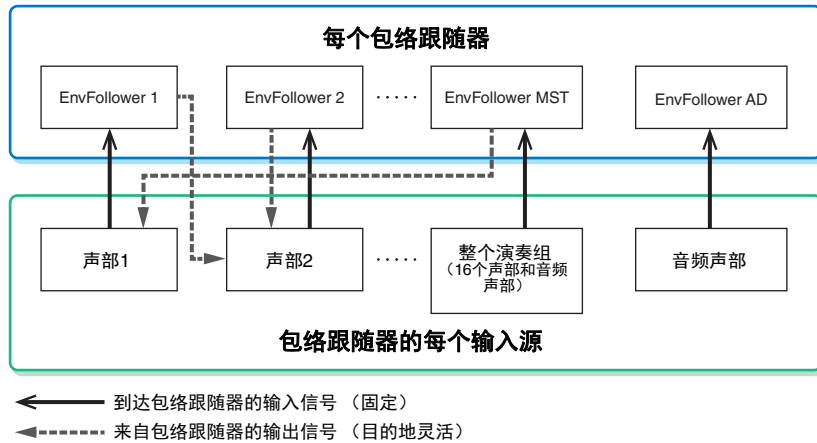 每个包络跟随器
EnvFollower 1
EnvFollower 2
·····
EnvFollower MST
EnvFollower AD
声部1
声部2
·····
整个演奏组
（16个声部和音频
声部）
音频声部
包络跟随器的每个输入源
到达包络跟随器的输入信号 （固定）
来自包络跟随器的输出信号 （目的地灵活）